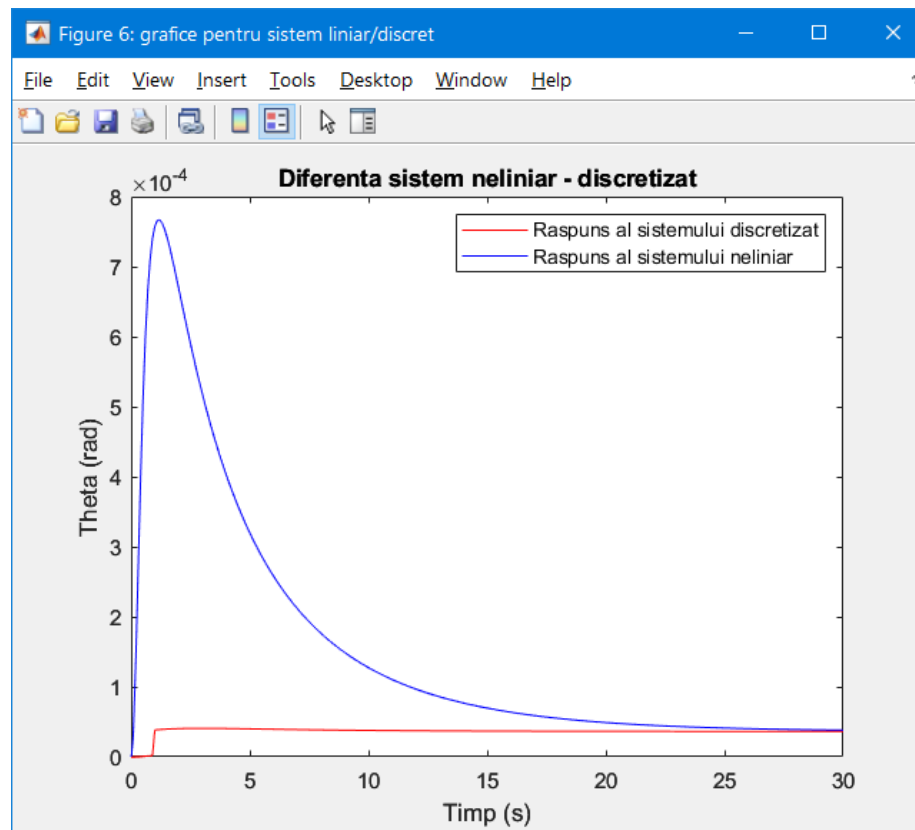 Figure 6: grafice pentru sistem liniar/discret
File Edit View Insert Tools Desktop Window Help
×10-4
Diferenta sistem neliniar - discretizat
8
Raspuns al sistemului discretizat
Raspuns al sistemului neliniar
7
6
5
4
3
2
1
0
Theta (rad)
0 5 10 15 20 25 30
Timp (s)